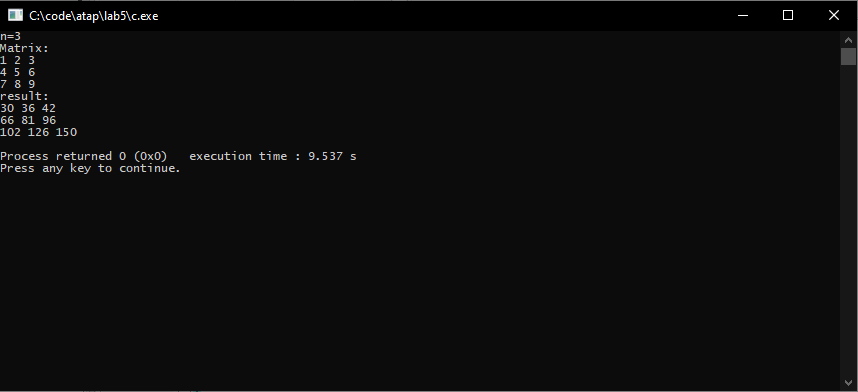 C:\code\atap\lab5\c.exe
n=3
Matrix:
1 2 3
4 5 6
7 8 9
result:
30 36 42
66 81 96
102 126 150
Process returned 0 (0x0)   execution time : 9.537 s
Press any key to continue.